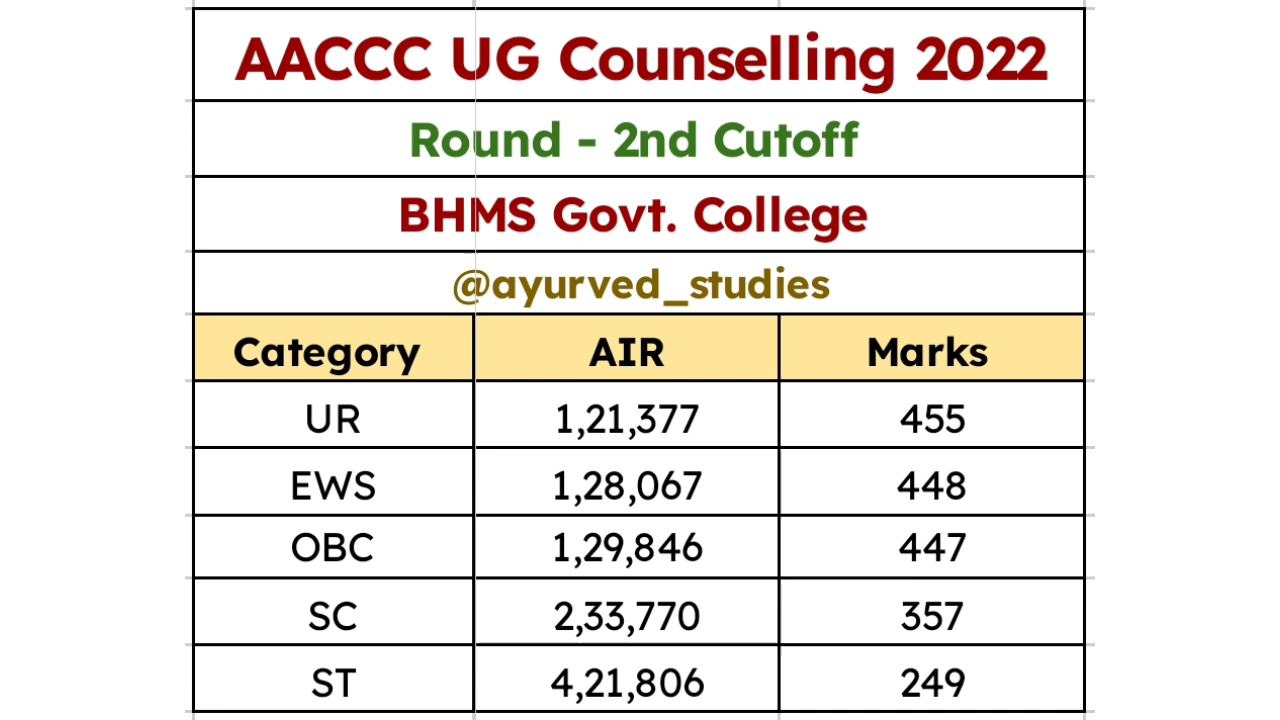 AACCC UG Counselling 2022
Round - 2nd Cutoff
BHMS Govt. College
@ayurved_studies
Category AIR Marks
UR 1,21,377 455
EWS 1,28,067 448
OBC 1,29,846 447
SC 2,33,770 357
ST 4,21,806 249